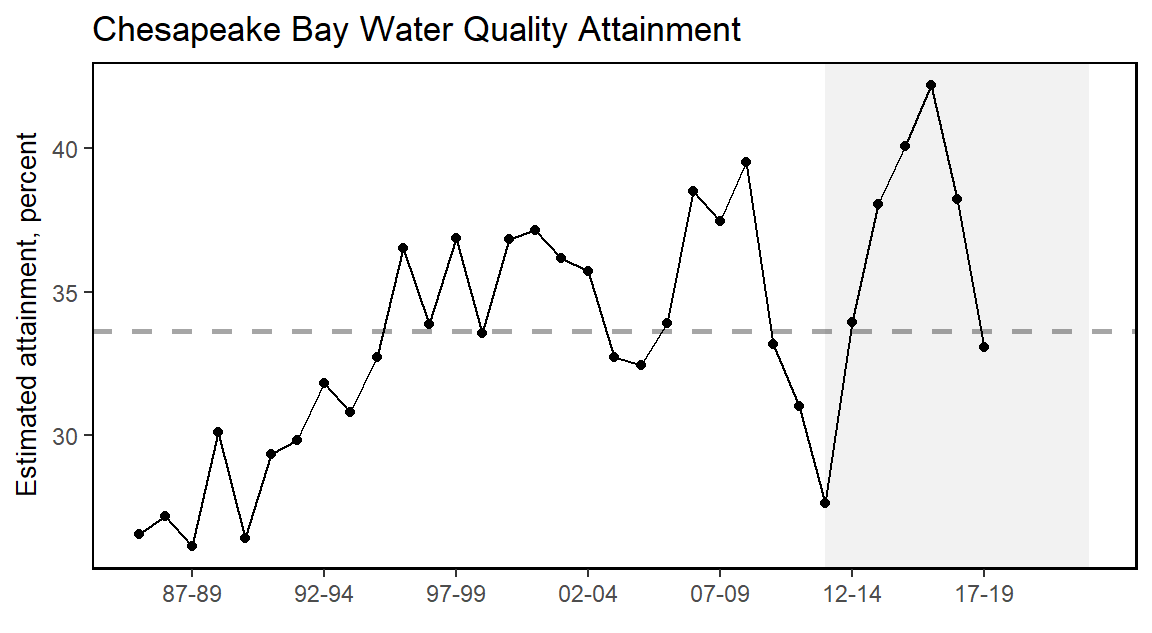 Chesapeake Bay Water Quality Attainment
Estimated attainment, percent
40
35
30
87-89 92-94 97-99 02-04 07-09 12-14 17-19